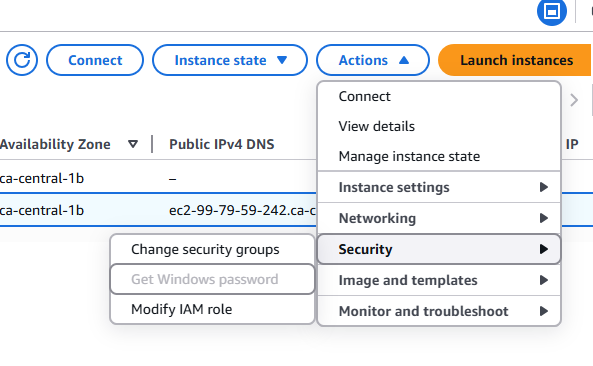 Connect
Instance state
Actions
Launch instances
Connect
View details
Manage instance state
Availability Zone
Public IPv4 DNS
IP
ca-central-1b
–
Instance settings
ca-central-1b
ec2-99-79-59-242.ca-c
Networking
Change security groups
Security
Get Windows password
Image and templates
Modify IAM role
Monitor and troubleshoot